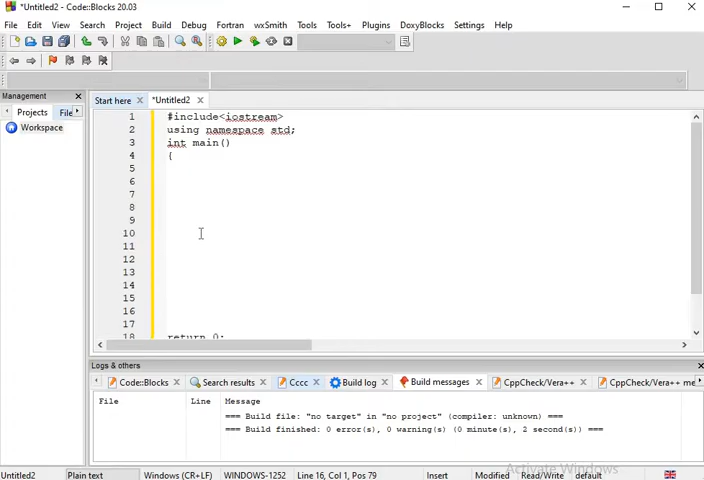 *Untitled2 - Code::Blocks 20.03
File Edit View Search Project Build Debug Fortran wxSmith Tools Tools+ Plugins DoxyBlocks Settings Help
Management
Start here
*Untitled2
Projects File
Workspace
1 #include<iostream>
2 using namespace std;
3 int main()
4 {
5
6
7
8
9
10
11
12
13
14
15
16
17
18 return 0;
Logs & others
Code::Blocks Search results Cccc Build log Build messages CppCheck/Vera++ CppCheck/Vera++ me
File Line Message
=== Build file: "no target" in "no project" (compiler: unknown) ===
=== Build finished: 0 error(s), 0 warning(s) (0 minute(s), 2 second(s)) ===
Activate Windows
Untitled2 Plain text Windows (CR+LF) WINDOWS-1252 Line 16, Col 1, Pos 79 Insert Modified Read/Write default